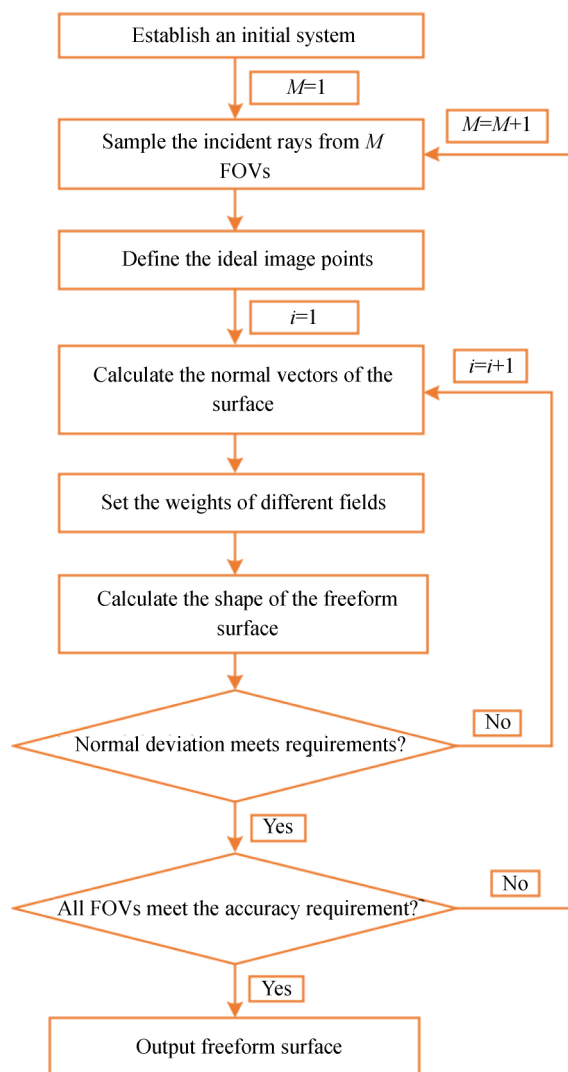 Establish an initial system
M=1
M=M+1
Sample the incident rays from M
FOVs
Define the ideal image points
i=1
i=i+1
Calculate the normal vectors of the
surface
Set the weights of different fields
Calculate the shape of the freeform
surface
Normal deviation meets requirements?
No
Yes
All FOVs meet the accuracy requirement?
No
Yes
Output freeform surface